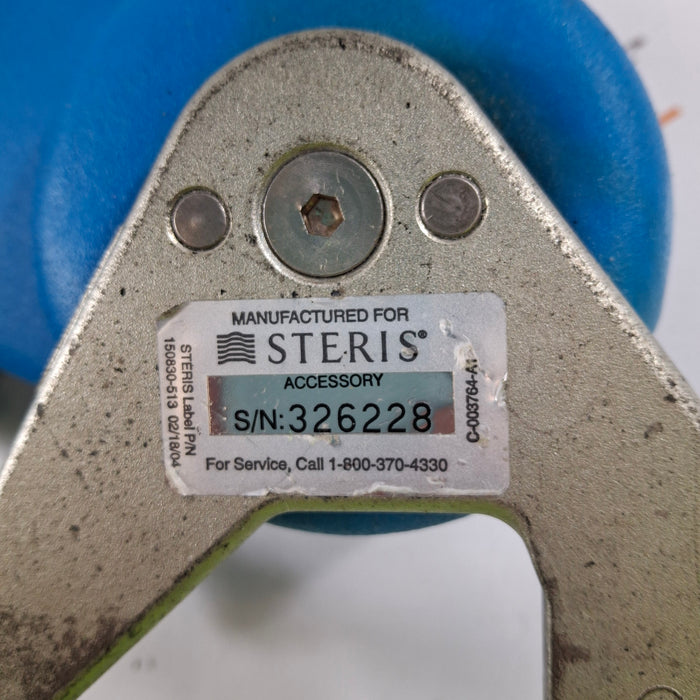 MANUFACTURED FOR
STERIS®
ACCESSORY
S/N: 326228
For Service, Call 1-800-370-4330
STERIS Label P/N
150830-513 02/18/04
C-003764-A1